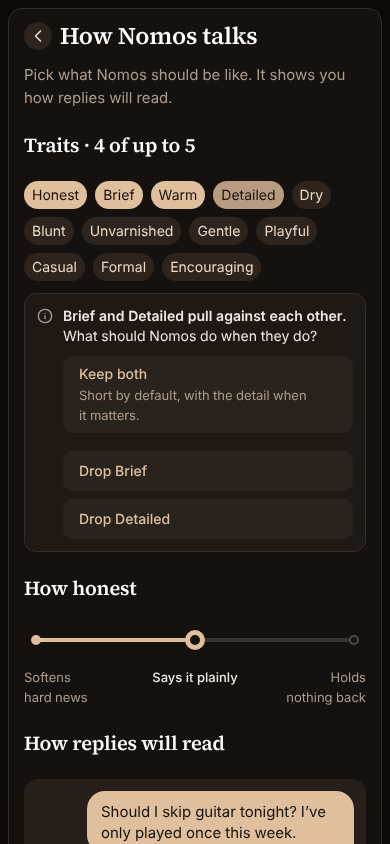 How Nomos talks
Pick what Nomos should be like. It shows you
how replies will read.
Traits · 4 of up to 5
Honest Brief Warm Detailed Dry
Blunt Unvarnished Gentle Playful
Casual Formal Encouraging
Brief and Detailed pull against each other.
What should Nomos do when they do?
Keep both
Short by default, with the detail when
it matters.
Drop Brief
Drop Detailed
How honest
Softens Says it plainly Holds
hard news nothing back
How replies will read
Should I skip guitar tonight? I’ve
only played once this week.